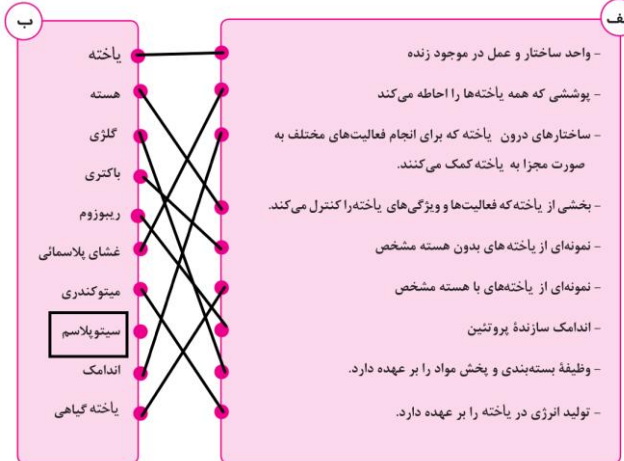 الف
- واحد ساختار و عمل در موجود زنده
- پوششی که همه یاخته‌ها را احاطه می‌کند
- ساختارهای درون یاخته که برای انجام فعالیت‌های مختلف به
صورت مجزا به یاخته کمک می‌کنند.
- بخشی از یاخته که فعالیت‌ها و ویژگی‌های یاخته را کنترل می‌کند.
- نمونه‌ای از یاخته های بدون هسته مشخص
- نمونه‌ای از یاخته‌های با هسته مشخص
- اندامک سازندهٔ پروتئین
- وظیفهٔ بسته‌بندی و پخش مواد را بر عهده دارد.
- تولید انرژی در یاخته را بر عهده دارد.
ب
یاخته
هسته
گلژی
باکتری
ریبوزوم
غشای پلاسمائی
میتوکندری
سیتوپلاسم
اندامک
یاخته گیاهی